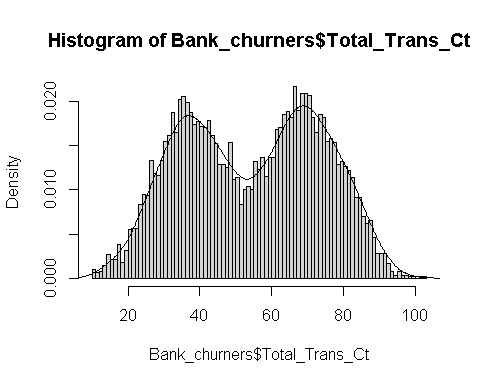 Histogram of Bank_churners$Total_Trans_Ct
Density
0.020
0.010
0.000
20 40 60 80 100
Bank_churners$Total_Trans_Ct